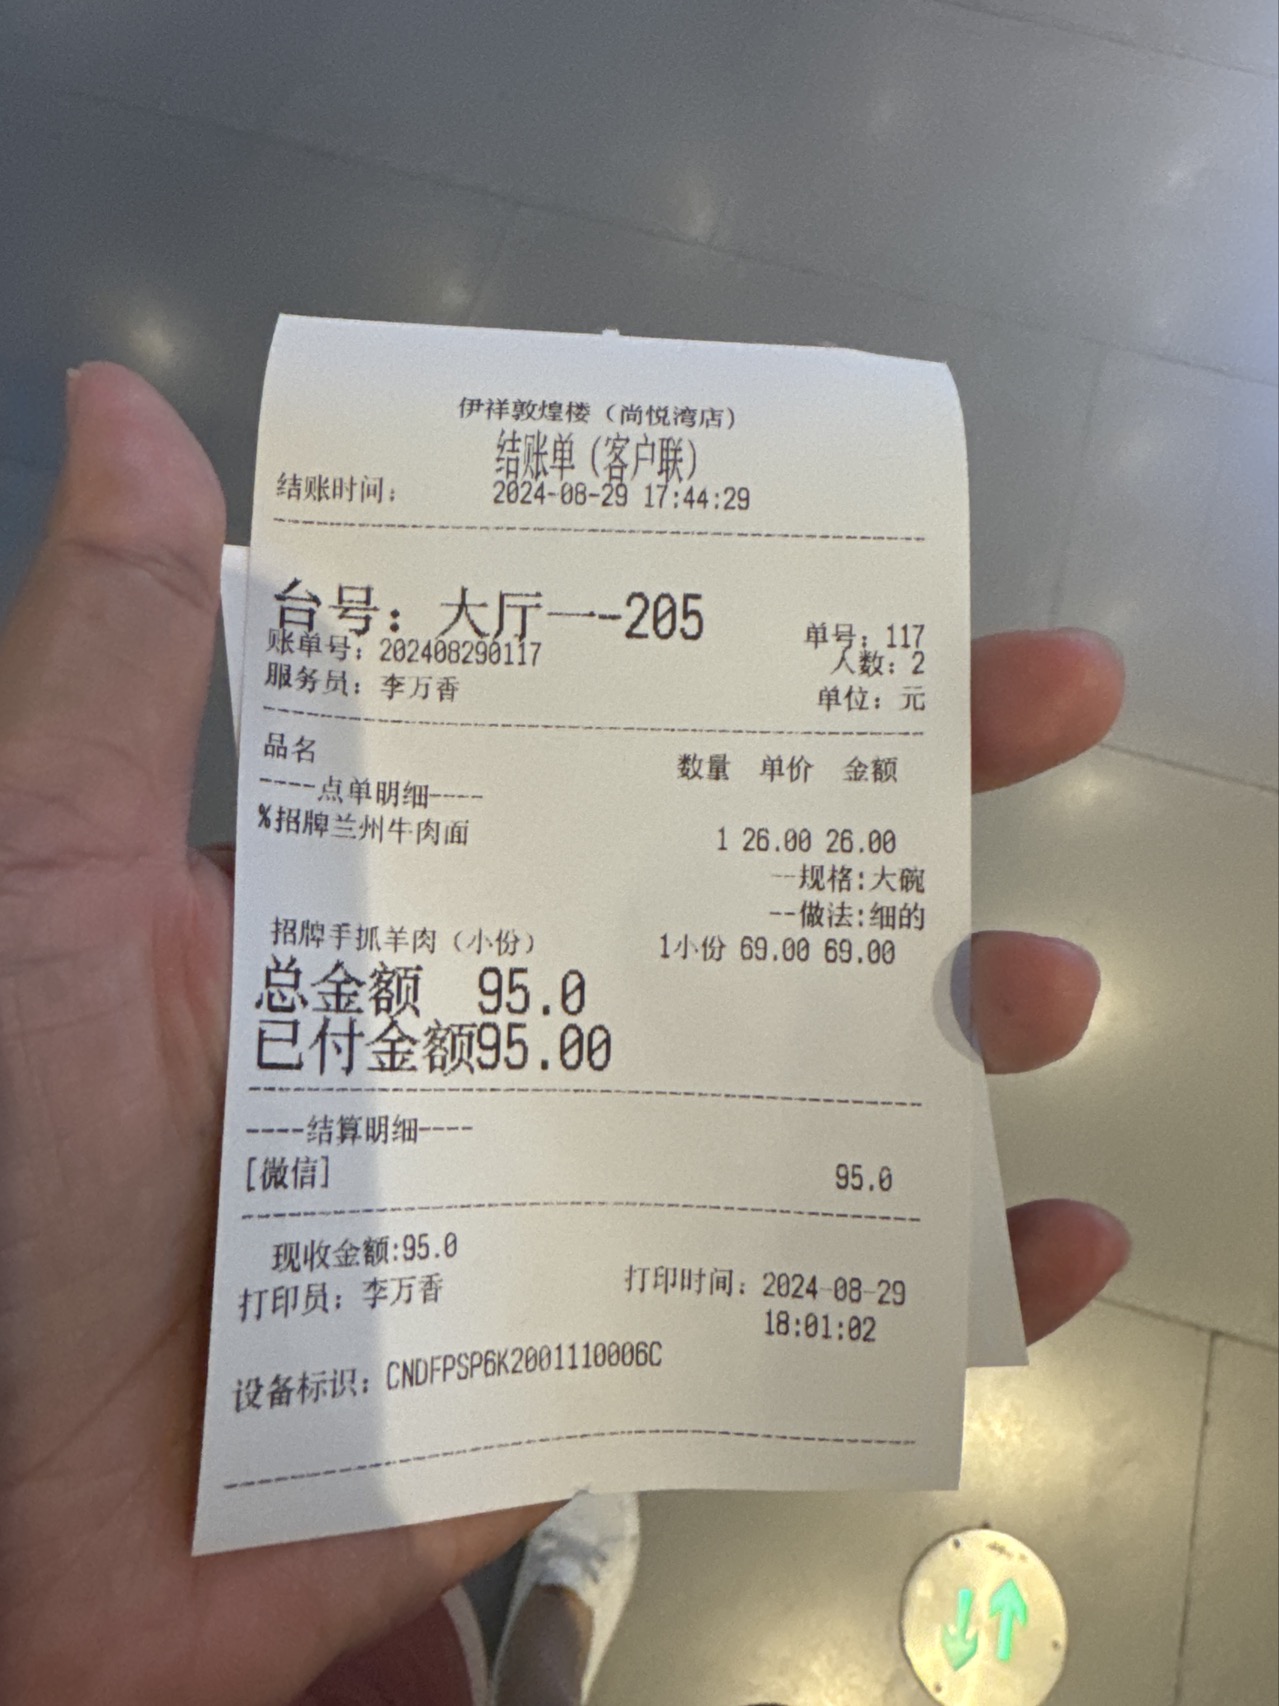 伊祥敦煌楼（尚悦湾店）
结账单（客户联）
结账时间： 2024-08-29 17:44:29
台号：大厅一-205
单号：117
账单号：202408290117
人数：2
服务员：李万香
单位：元
品名 数量 单价 金额
----点单明细----
%招牌兰州牛肉面 1 26.00 26.00
--规格:大碗
--做法:细的
招牌手抓羊肉（小份） 1小份 69.00 69.00
总金额 95.0
已付金额95.00
----结算明细----
[微信] 95.0
现收金额:95.0
打印员：李万香 打印时间：2024-08-29
18:01:02
设备标识：CNDFPSP6K2001110006C